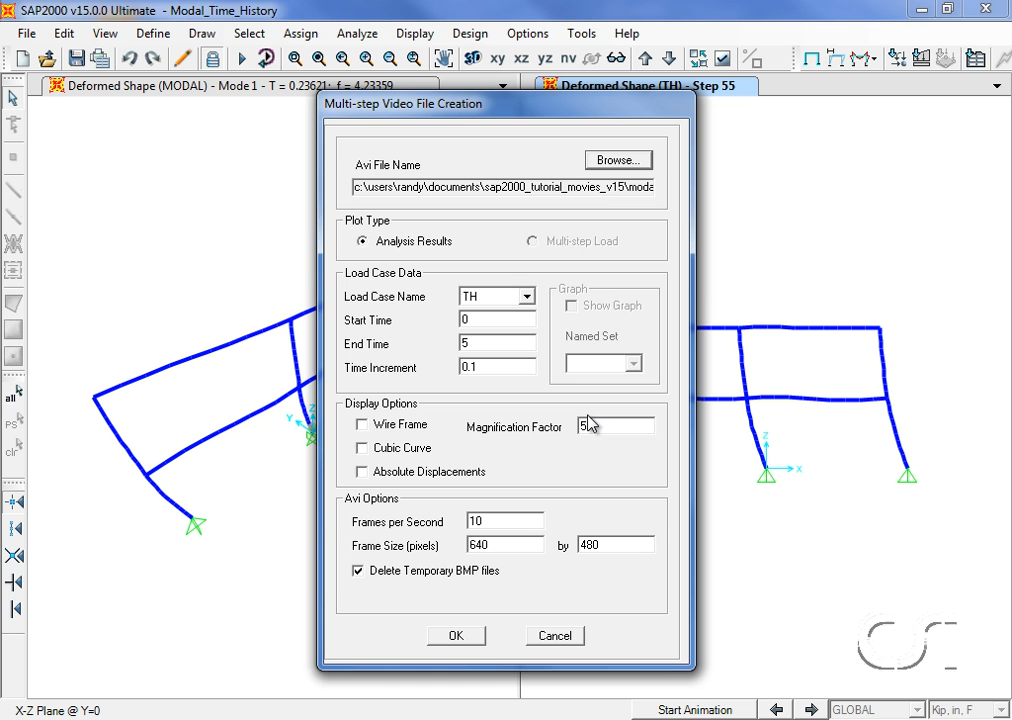 SAP2000 v15.0.0 Ultimate - Modal_Time_History
File Edit View Define Draw Select Assign Analyze Display Design Options Tools Help
3D xy xz yz nv
Deformed Shape (MODAL) - Mode 1 - T = 0.23621; f = 4.23359
Deformed Shape (TH) - Step 55
Multi-step Video File Creation
Avi File Name
Browse...
c:\users\randy\documents\sap2000_tutorial_movies_v15\moda
Plot Type
Analysis Results
Multi-step Load
Load Case Data
Load Case Name TH
Start Time 0
End Time 5
Time Increment 0.1
Graph
Show Graph
Named Set
Display Options
Wire Frame
Magnification Factor 5
Cubic Curve
Absolute Displacements
Avi Options
Frames per Second 10
Frame Size (pixels) 640 by 480
Delete Temporary BMP files
OK Cancel
all
PS
clr
Y
Z
Z
X
CSI
X-Z Plane @ Y=0
Start Animation
GLOBAL
Kip, in, F